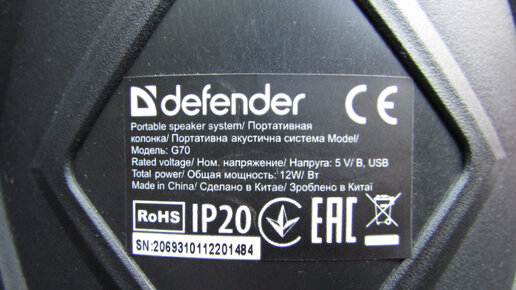 defender CE
Portable speaker system/ Портативная
колонка/ Портативна акустична система Model/
Модель: G70
Rated voltage/ Ном. напряжение/ Напруга: 5 V/ В, USB
Total power/ Общая мощность: 12W/ Вт
Made in China/ Сделано в Китае/ Зроблено в Китаї
RoHS IP20 EAC
SN:2069310112201484